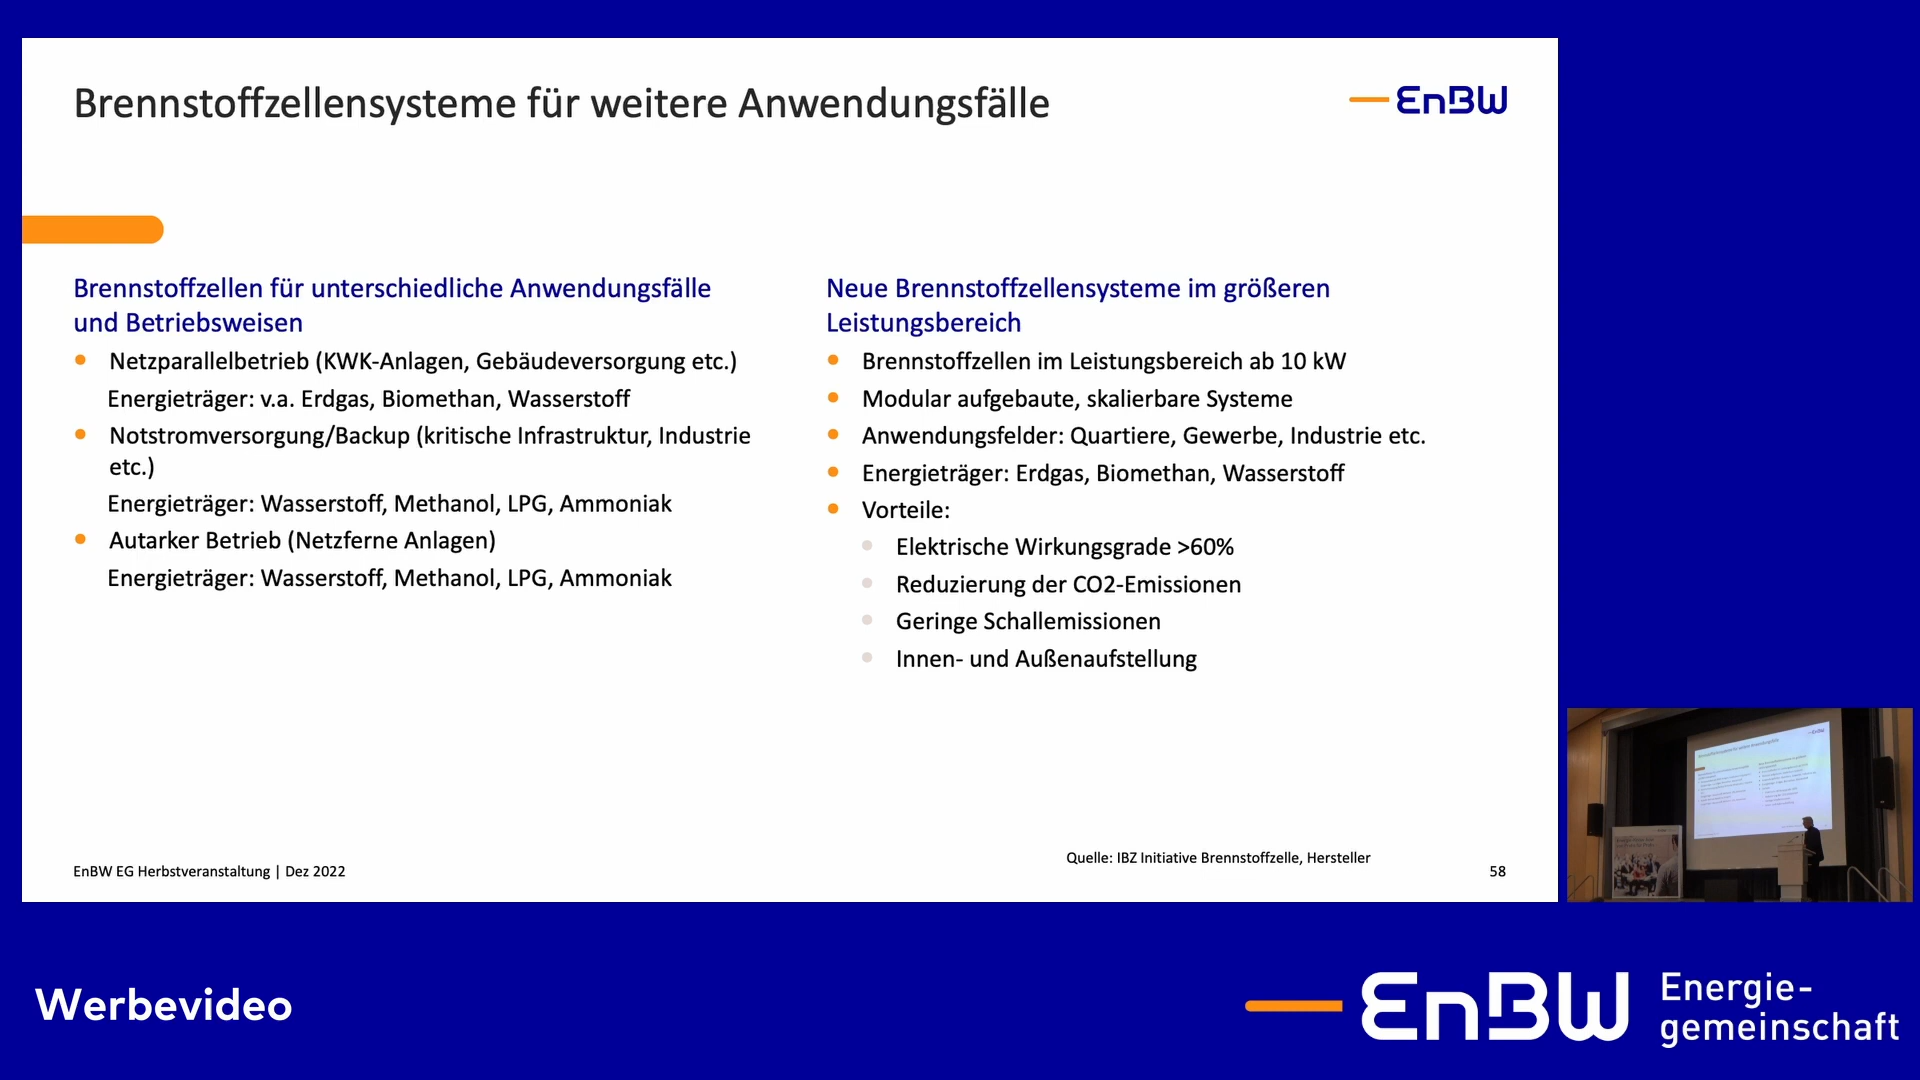 Brennstoffzellensysteme für weitere Anwendungsfälle
EnBW
Brennstoffzellen für unterschiedliche Anwendungsfälle
und Betriebsweisen
Netzparallelbetrieb (KWK-Anlagen, Gebäudeversorgung etc.)
Energieträger: v.a. Erdgas, Biomethan, Wasserstoff
Notstromversorgung/Backup (kritische Infrastruktur, Industrie
etc.)
Energieträger: Wasserstoff, Methanol, LPG, Ammoniak
Autarker Betrieb (Netzferne Anlagen)
Energieträger: Wasserstoff, Methanol, LPG, Ammoniak
Neue Brennstoffzellensysteme im größeren
Leistungsbereich
Brennstoffzellen im Leistungsbereich ab 10 kW
Modular aufgebaute, skalierbare Systeme
Anwendungsfelder: Quartiere, Gewerbe, Industrie etc.
Energieträger: Erdgas, Biomethan, Wasserstoff
Vorteile:
Elektrische Wirkungsgrade >60%
Reduzierung der CO2-Emissionen
Geringe Schallemissionen
Innen- und Außenaufstellung
Quelle: IBZ Initiative Brennstoffzelle, Hersteller
EnBW EG Herbstveranstaltung | Dez 2022
58
Werbevideo
EnBW
Energie-
gemeinschaft